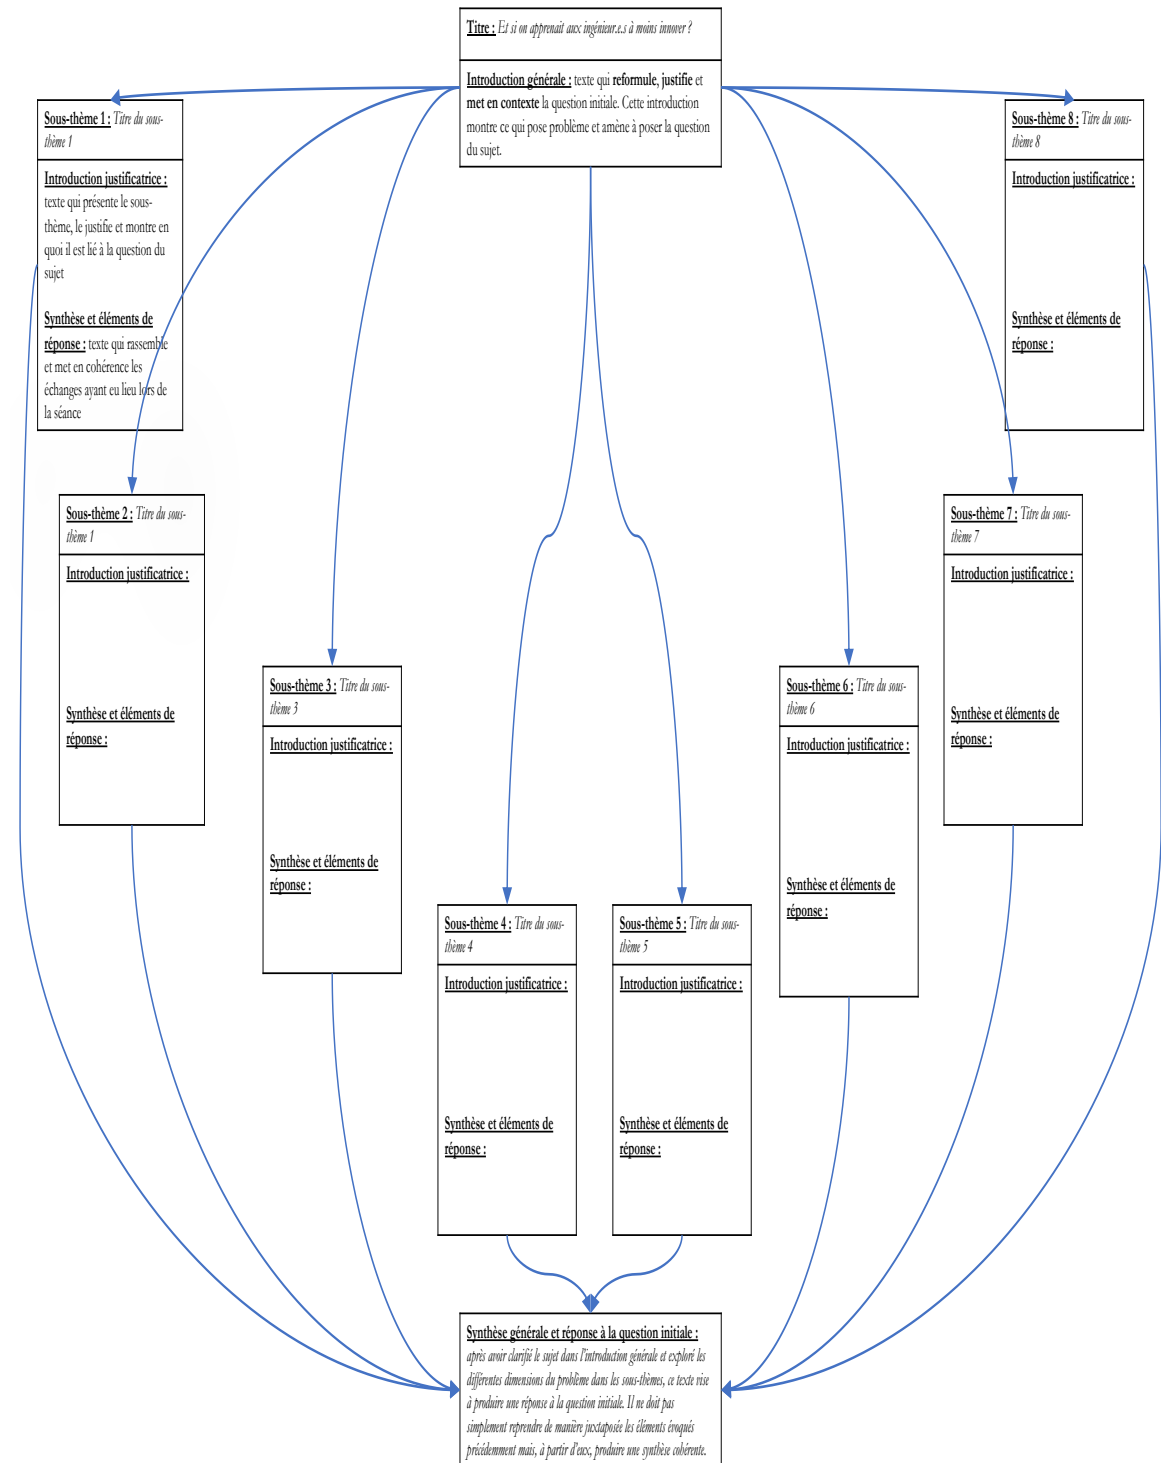 Titre : Et si on apprenait aux ingénieur.e.s à moins innover ?
Introduction générale : texte qui reformule, justifie et
met en contexte la question initiale. Cette introduction
montre ce qui pose problème et amène à poser la question
du sujet.
Sous-thème 1 : Titre du sous-
thème 1
Introduction justificatrice :
texte qui présente le sous-
thème, le justifie et montre en
quoi il est lié à la question du
sujet
Synthèse et éléments de
réponse : texte qui rassemble
et met en cohérence les
échanges ayant eu lieu lors de
la séance
Sous-thème 8 : Titre du sous-
thème 8
Introduction justificatrice :
Synthèse et éléments de
réponse :
Sous-thème 2 : Titre du sous-
thème 1
Introduction justificatrice :
Synthèse et éléments de
réponse :
Sous-thème 7 : Titre du sous-
thème 7
Introduction justificatrice :
Synthèse et éléments de
réponse :
Sous-thème 3 : Titre du sous-
thème 3
Introduction justificatrice :
Synthèse et éléments de
réponse :
Sous-thème 6 : Titre du sous-
thème 6
Introduction justificatrice :
Synthèse et éléments de
réponse :
Sous-thème 4 : Titre du sous-
thème 4
Introduction justificatrice :
Synthèse et éléments de
réponse :
Sous-thème 5 : Titre du sous-
thème 5
Introduction justificatrice :
Synthèse et éléments de
réponse :
Synthèse générale et réponse à la question initiale :
après avoir clarifié le sujet dans l'introduction générale et exploré les
différentes dimensions du problème dans les sous-thèmes, ce texte vise
à produire une réponse à la question initiale. Il ne doit pas
simplement reprendre de manière juxtaposée les éléments évoqués
précédemment mais, à partir d'eux, produire une synthèse cohérente.